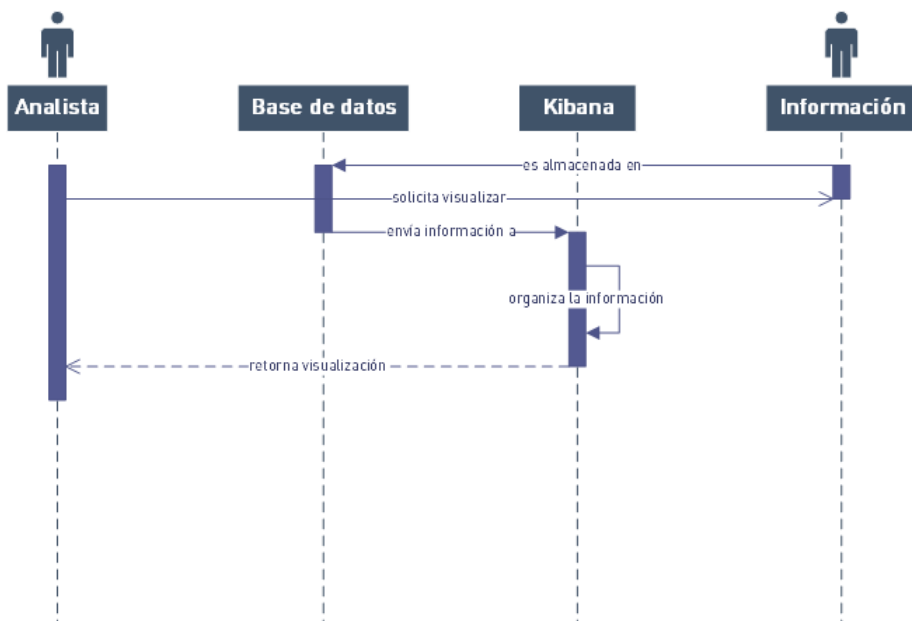 Analista
Base de datos
Kibana
Información
es almacenada en
solicita visualizar
envía información a
organiza la información
retorna visualización